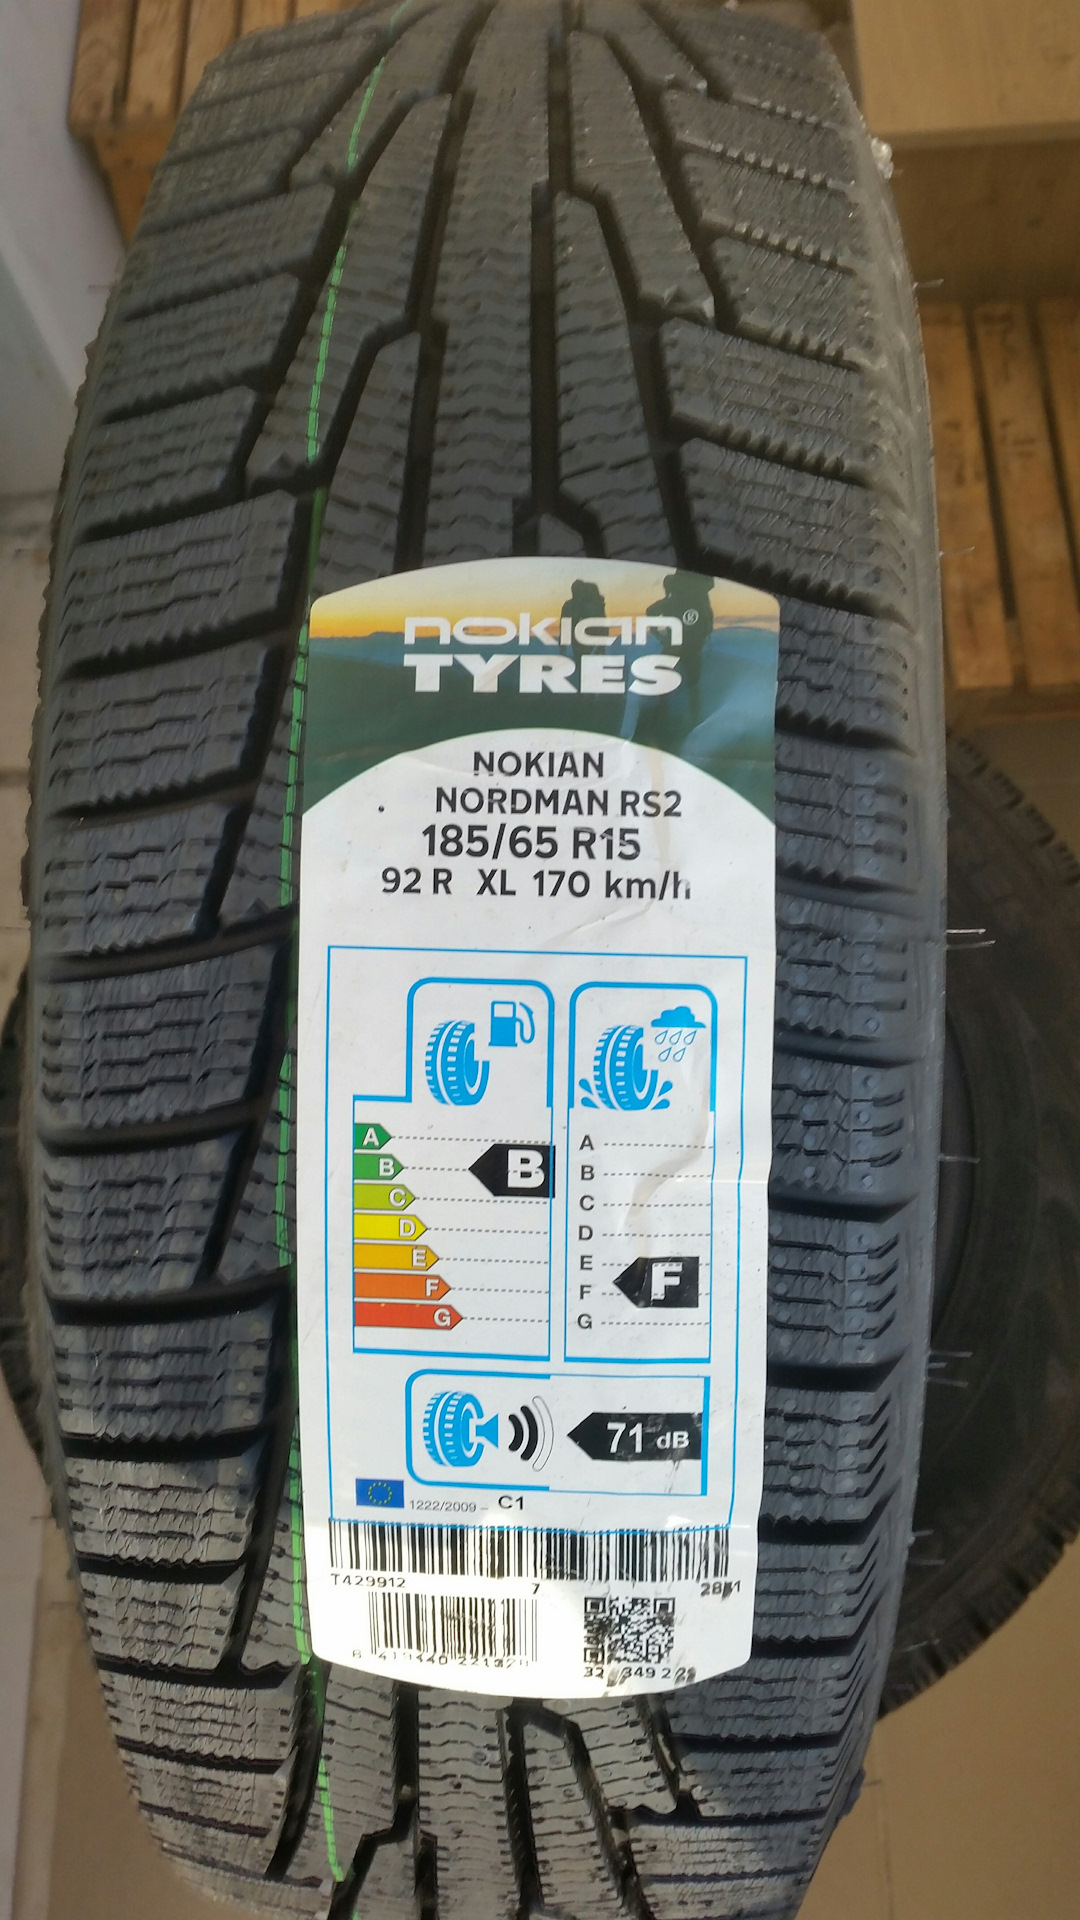 nokian®
TYRES
NOKIAN
NORDMAN RS2
185/65 R15
92 R XL 170 km/h
A
B
C
D
E
F
G
B
A
B
C
D
E
F
G
F
71 dB
1222/2009 – C1
T429912
7